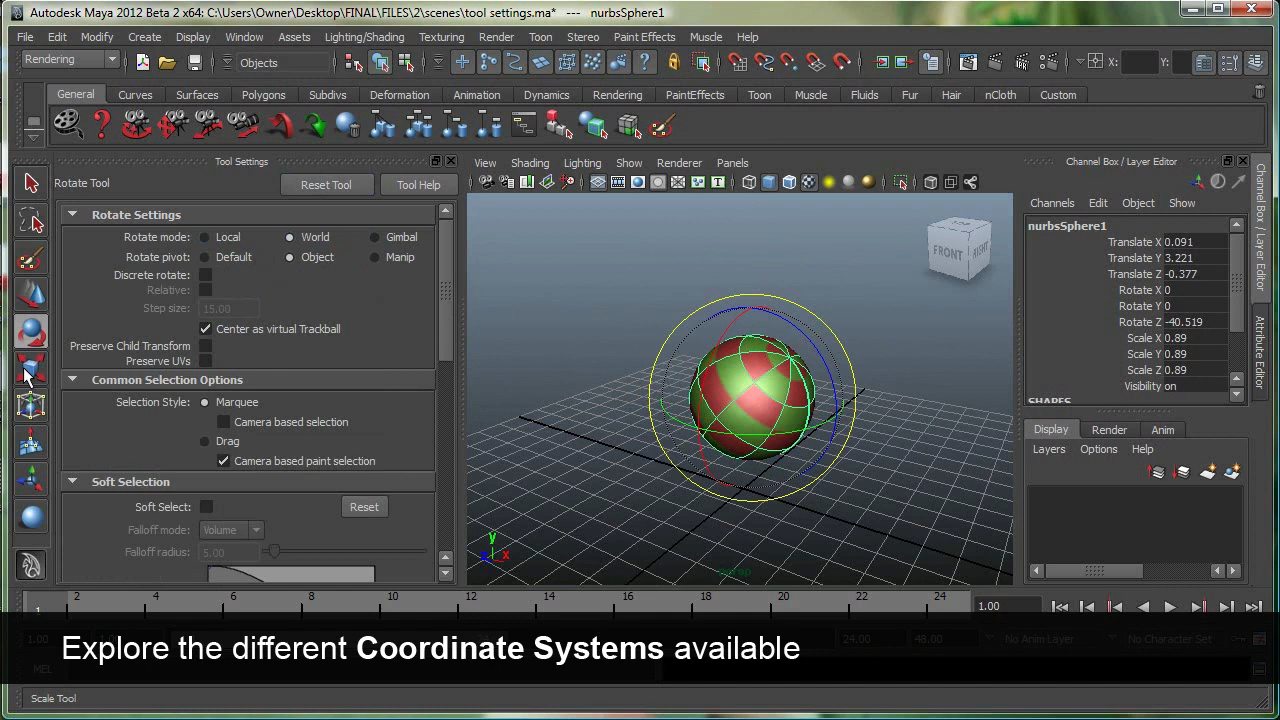 Autodesk Maya 2012 Beta 2 x64: C:\Users\Owner\Desktop\FINAL\FILES\2\scenes\tool settings.ma* --- nurbsSphere1
File Edit Modify Create Display Window Assets Lighting/Shading Texturing Render Toon Stereo Paint Effects Muscle Help
Rendering Objects X: Y:
General Curves Surfaces Polygons Subdivs Deformation Animation Dynamics Rendering PaintEffects Toon Muscle Fluids Fur Hair nCloth Custom
Tool Settings
Rotate Tool Reset Tool Tool Help
Rotate Settings
Rotate mode: Local World Gimbal
Rotate pivot: Default Object Manip
Discrete rotate:
Relative:
Step size: 15.00
Center as virtual Trackball
Preserve Child Transform
Preserve UVs
Common Selection Options
Selection Style: Marquee
Camera based selection
Drag
Camera based paint selection
Soft Selection
Soft Select: Reset
Falloff mode: Volume
Falloff radius: 5.00
View Shading Lighting Show Renderer Panels
FRONT RIGHT
y
z x
persp
Channel Box / Layer Editor
Channels Edit Object Show
nurbsSphere1
Translate X 0.091
Translate Y 3.221
Translate Z -0.377
Rotate X 0
Rotate Y 0
Rotate Z -40.519
Scale X 0.89
Scale Y 0.89
Scale Z 0.89
Visibility on
SHAPES
Display Render Anim
Layers Options Help
Channel Box / Layer Editor
Attribute Editor
1 2 4 6 8 10 12 14 16 18 20 22 24 1.00
1.00 24.00 48.00 No Anim Layer No Character Set
Explore the different Coordinate Systems available
MEL
Scale Tool